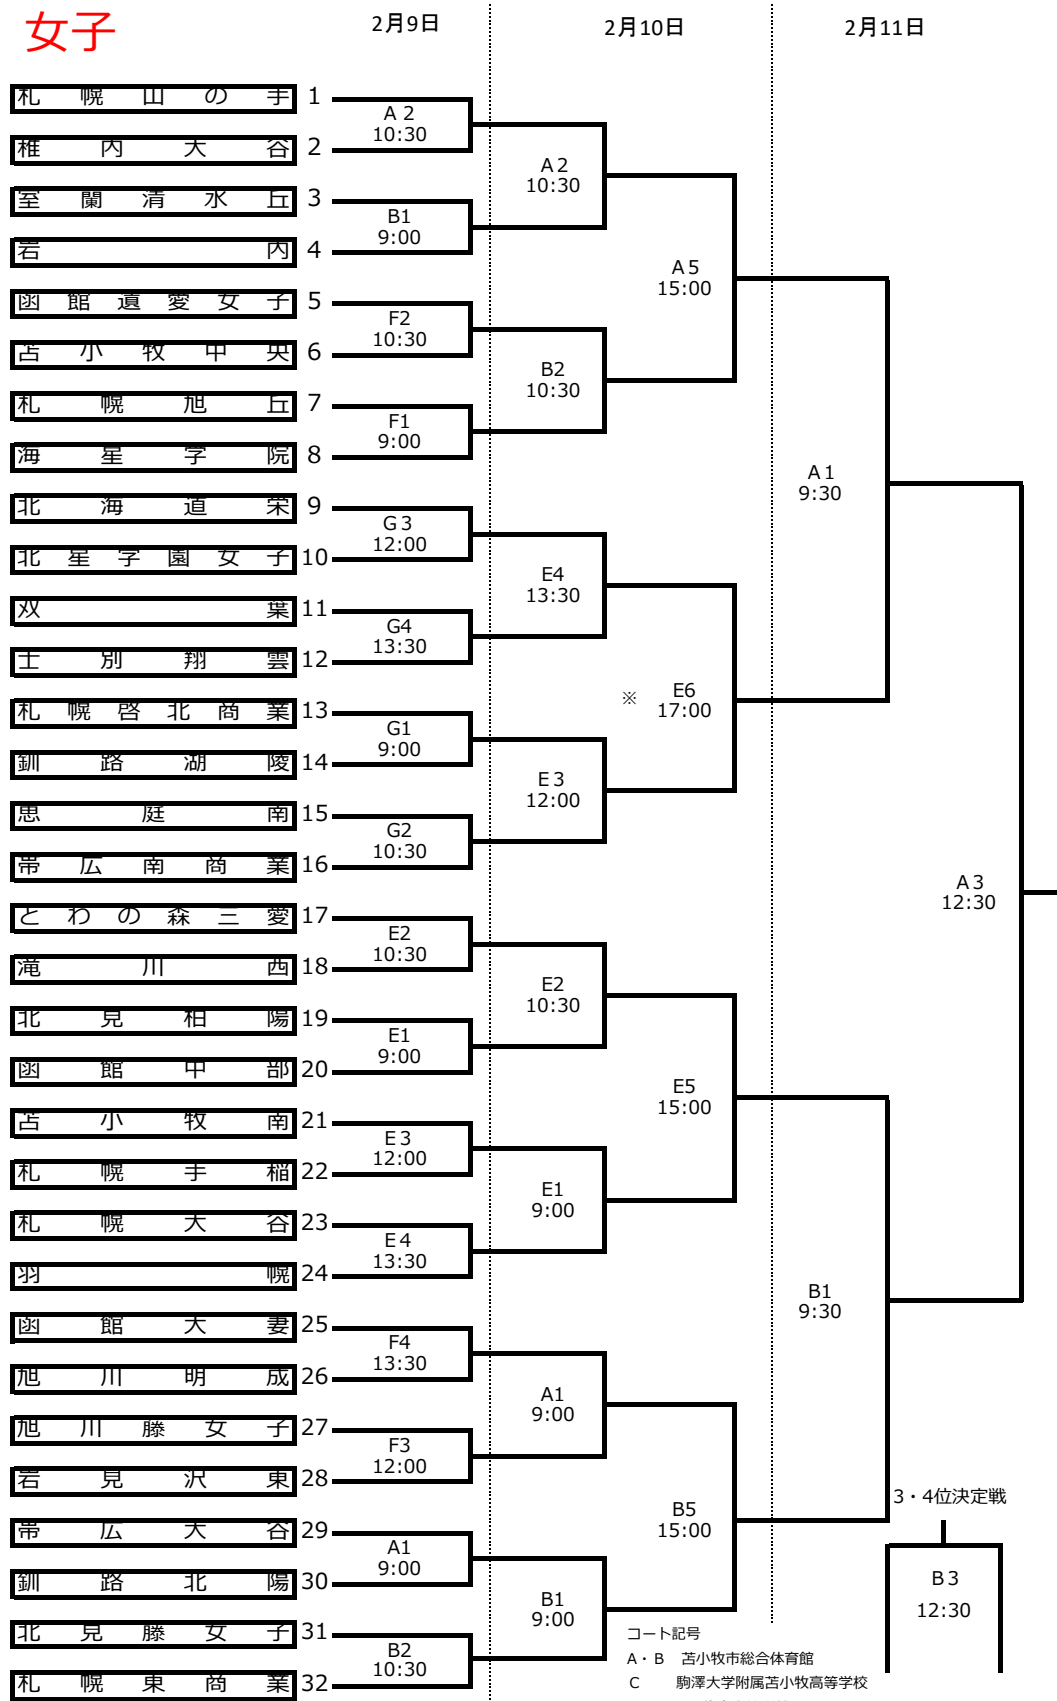 女子
2月9日
2月10日
2月11日
札幌山の手 1
稚内大谷 2
室蘭清水丘 3
岩内 4
函館遺愛女子 5
苫小牧中央 6
札幌旭丘 7
海星学院 8
北海道栄 9
北星学園女子 10
双葉 11
士別翔雲 12
札幌啓北商業 13
釧路湖陵 14
恵庭南 15
帯広南商業 16
とわの森三愛 17
滝川西 18
北見柏陽 19
函館中部 20
苫小牧南 21
札幌手稲 22
札幌大谷 23
羽幌 24
函館大妻 25
旭川明成 26
旭川藤女子 27
岩見沢東 28
帯広大谷 29
釧路北陽 30
北見藤女子 31
札幌東商業 32
A 2
10:30
B1
9:00
F2
10:30
F1
9:00
G 3
12:00
G4
13:30
G1
9:00
G2
10:30
E2
10:30
E1
9:00
E 3
12:00
E 4
13:30
F4
13:30
F3
12:00
A1
9:00
B2
10:30
A 2
10:30
B2
10:30
E4
13:30
E 3
12:00
E2
10:30
E1
9:00
A1
9:00
B1
9:00
A 5
15:00
※ E6
17:00
E5
15:00
B5
15:00
A 1
9:30
B1
9:30
A 3
12:30
3・4位決定戦
B 3
12:30
コート記号
A・B 苫小牧市総合体育館
C 駒澤大学附属苫小牧高等学校